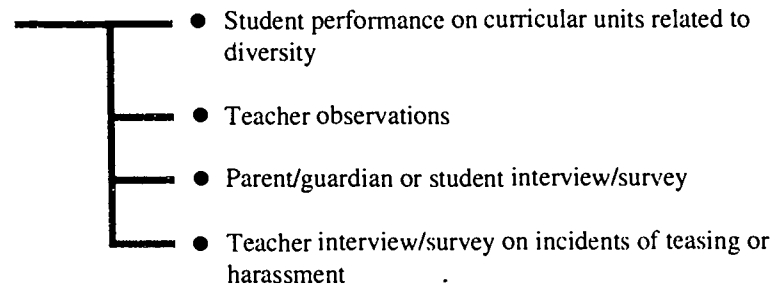 ● Student performance on curricular units related to
diversity
● Teacher observations
● Parent/guardian or student interview/survey
● Teacher interview/survey on incidents of teasing or
harassment